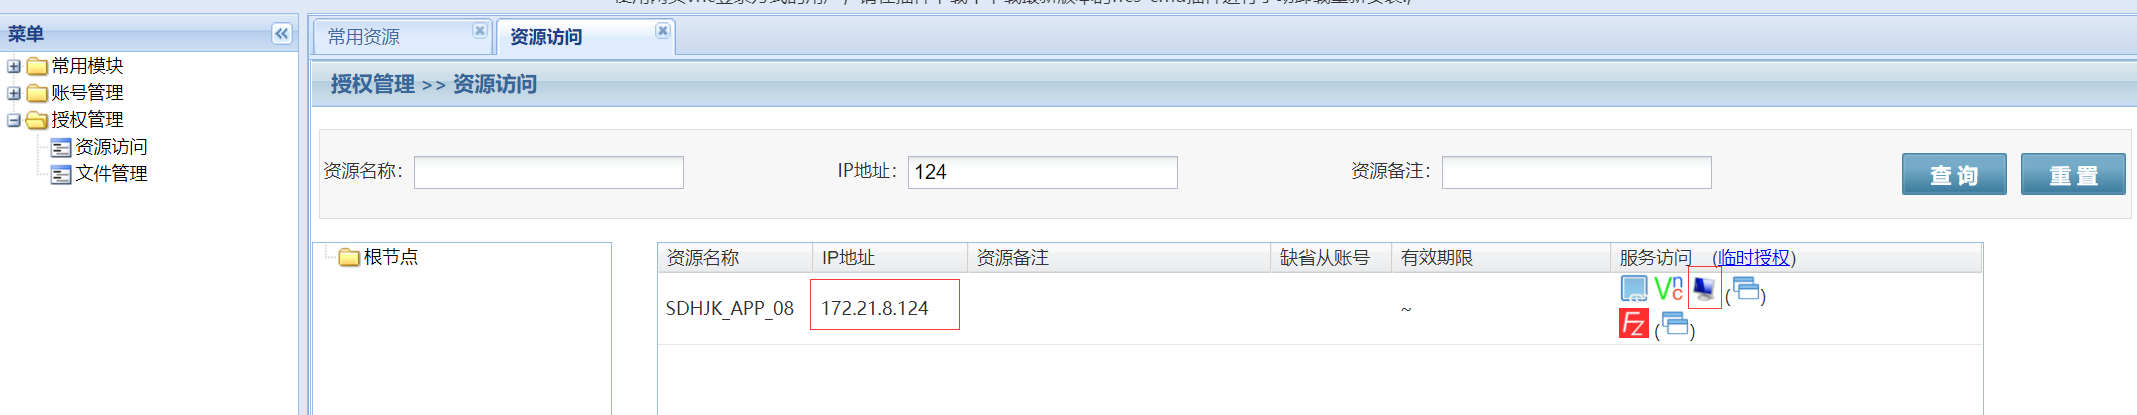 菜单
常用模块
账号管理
授权管理
资源访问
文件管理
常用资源
资源访问
授权管理 >> 资源访问
资源名称：
IP地址： 124
资源备注：
查 询
重 置
根节点
资源名称 IP地址 资源备注 缺省从账号 有效期限 服务访问 (临时授权)
SDHJK_APP_08 172.21.8.124 ~ Vnc ()
FZ ()